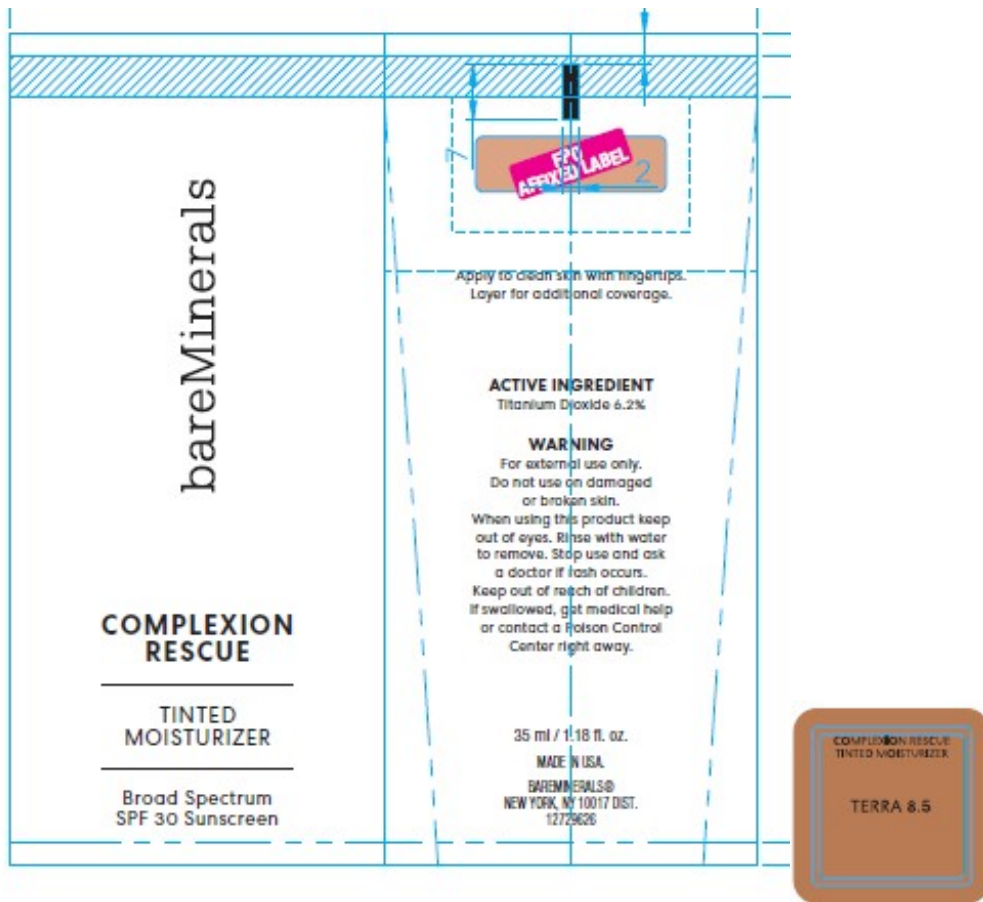 bareMinerals
COMPLEXION
RESCUE
TINTED
MOISTURIZER
Broad Spectrum
SPF 30 Sunscreen
FPO
AFFIXED LABEL
7
2
Apply to clean skin with fingertips.
Layer for additional coverage.
ACTIVE INGREDIENT
Titanium Dioxide 6.2%
WARNING
For external use only.
Do not use on damaged
or broken skin.
When using this product keep
out of eyes. Rinse with water
to remove. Stop use and ask
a doctor if rash occurs.
Keep out of reach of children.
If swallowed, get medical help
or contact a Poison Control
Center right away.
35 ml / 1.18 fl. oz.
MADE IN USA.
BAREMINERALS®
NEW YORK, NY 10017 DIST.
12729626
COMPLEXION RESCUE
TINTED MOISTURIZER
TERRA 8.5